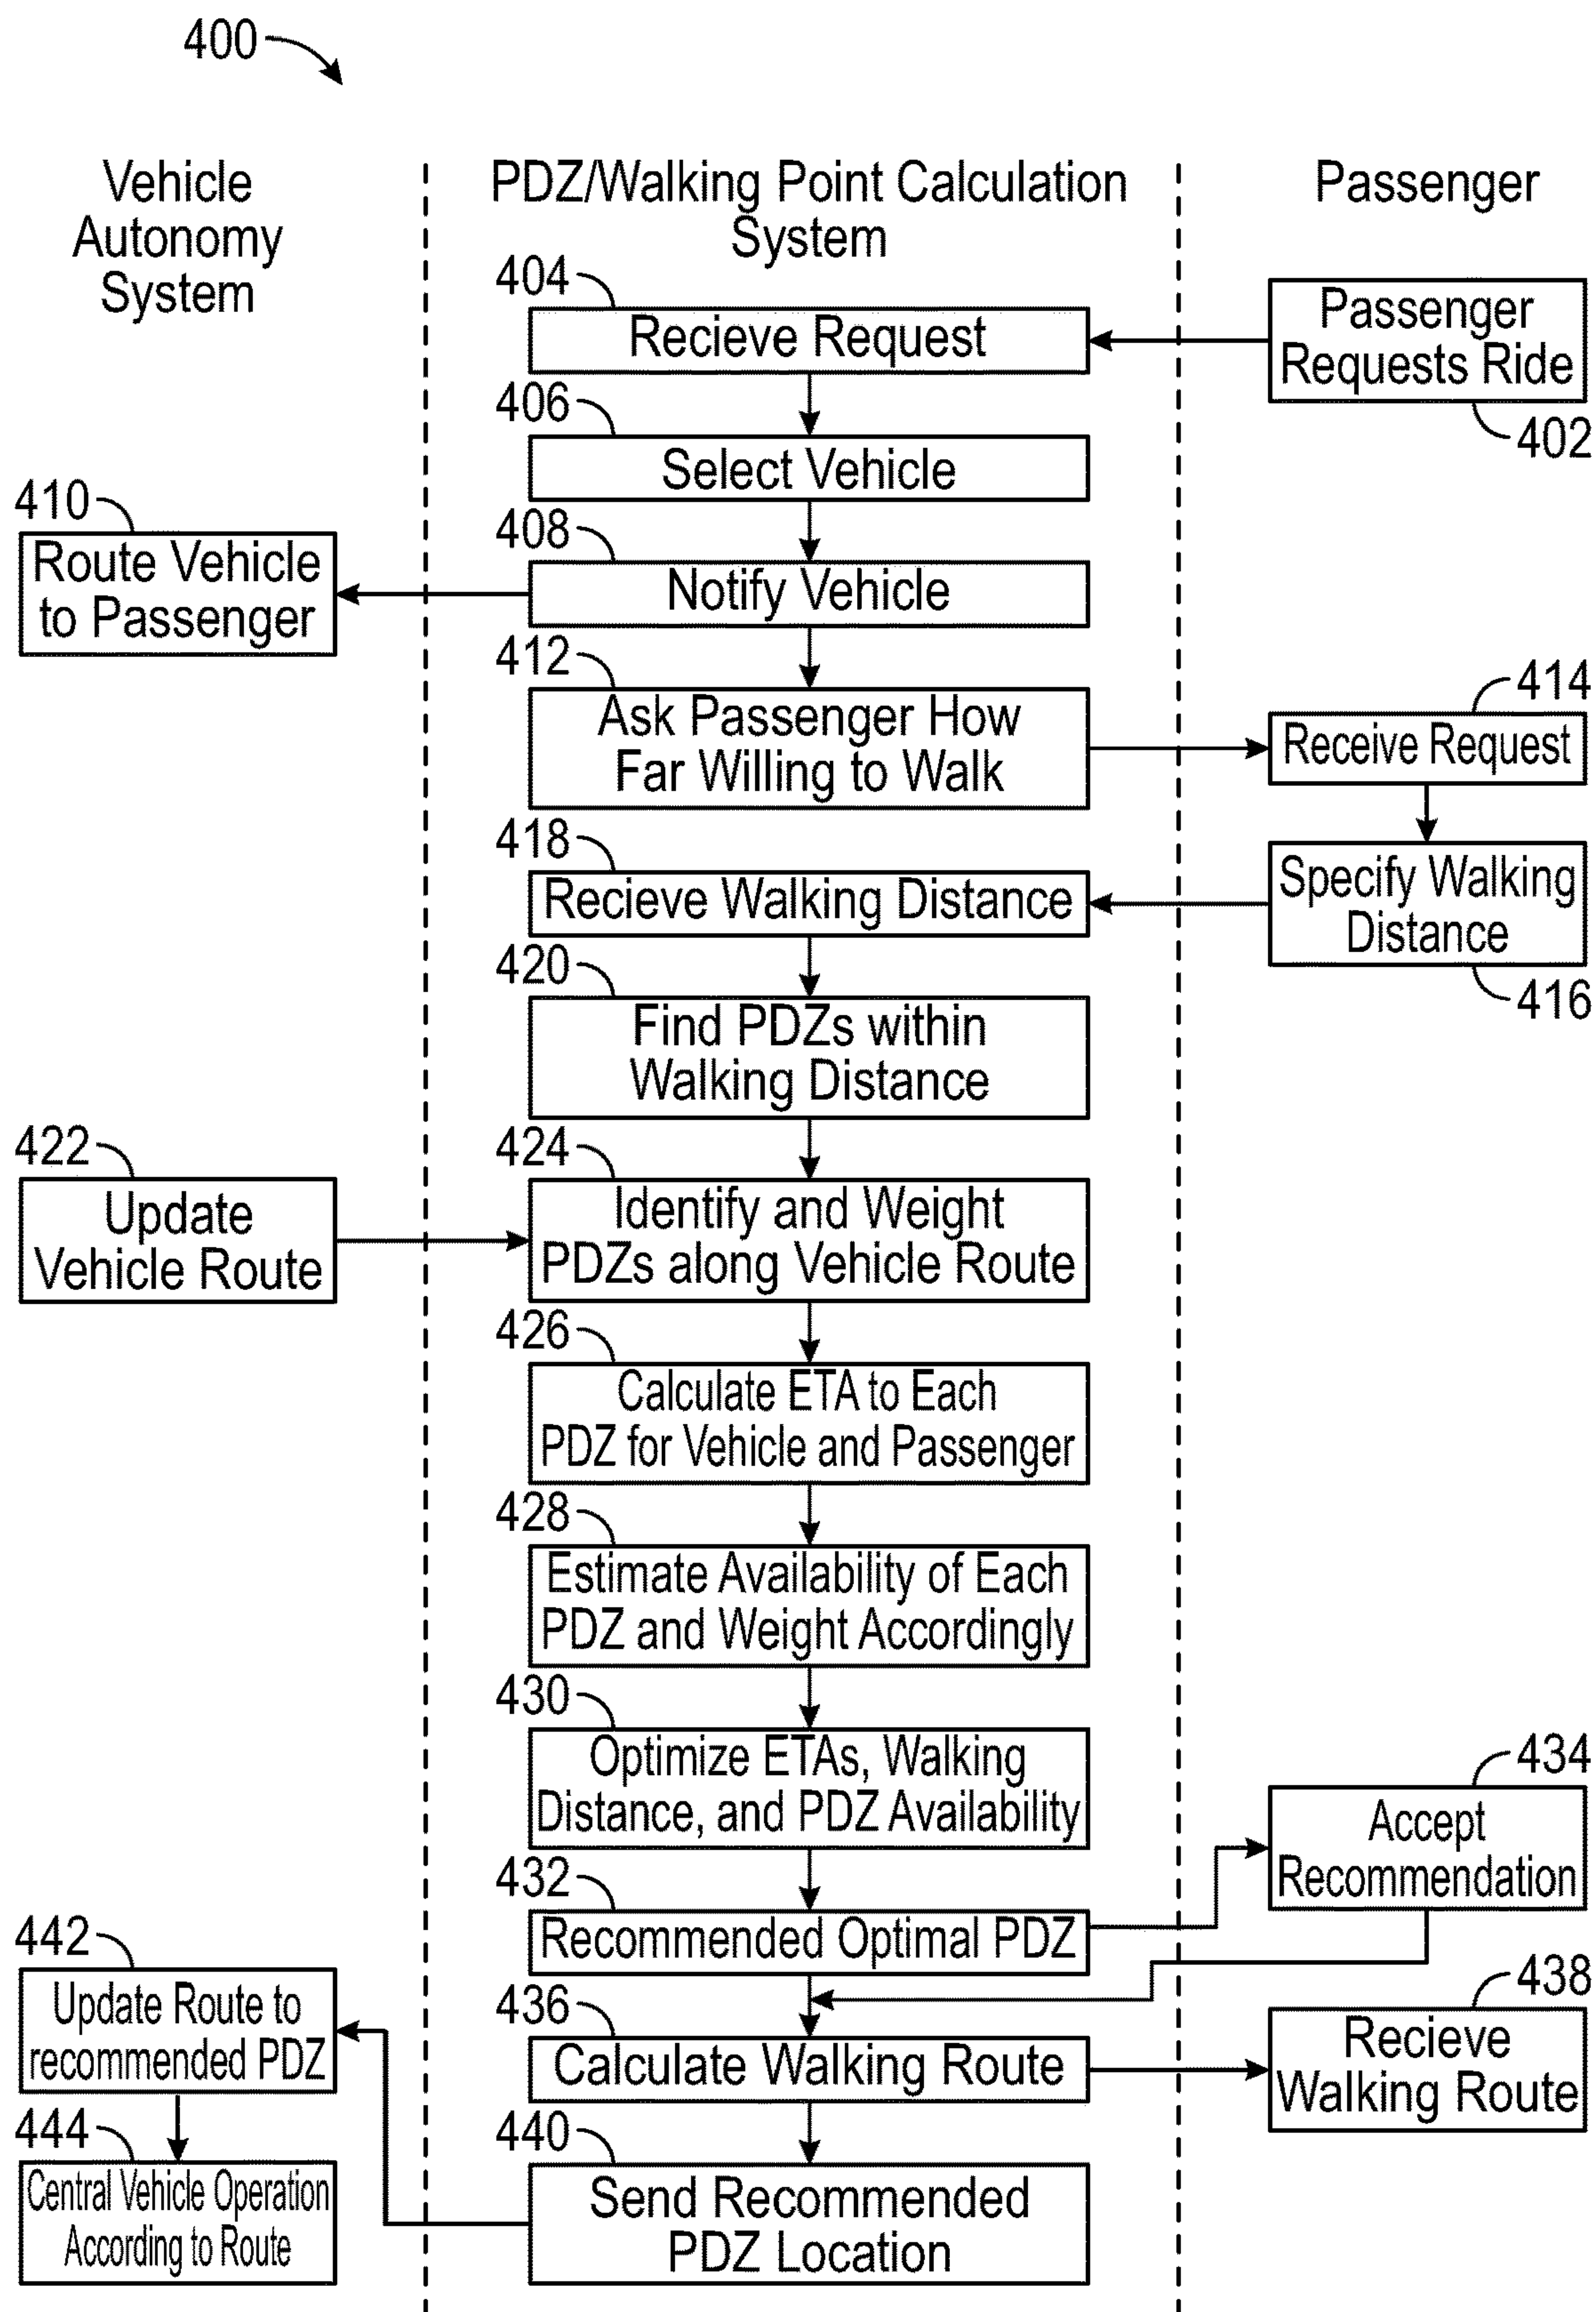 400
Vehicle
Autonomy
System
PDZ/Walking Point Calculation
System
Passenger
404
Recieve Request
Passenger
Requests Ride
402
406
Select Vehicle
410
Route Vehicle
to Passenger
408
Notify Vehicle
412
Ask Passenger How
Far Willing to Walk
414
Receive Request
418
Recieve Walking Distance
Specify Walking
Distance
416
420
Find PDZs within
Walking Distance
422
Update
Vehicle Route
424
Identify and Weight
PDZs along Vehicle Route
426
Calculate ETA to Each
PDZ for Vehicle and Passenger
428
Estimate Availability of Each
PDZ and Weight Accordingly
430
Optimize ETAs, Walking
Distance, and PDZ Availability
434
Accept
Recommendation
432
Recommended Optimal PDZ
442
Update Route to
recommended PDZ
436
Calculate Walking Route
438
Recieve
Walking Route
444
Central Vehicle Operation
According to Route
440
Send Recommended
PDZ Location